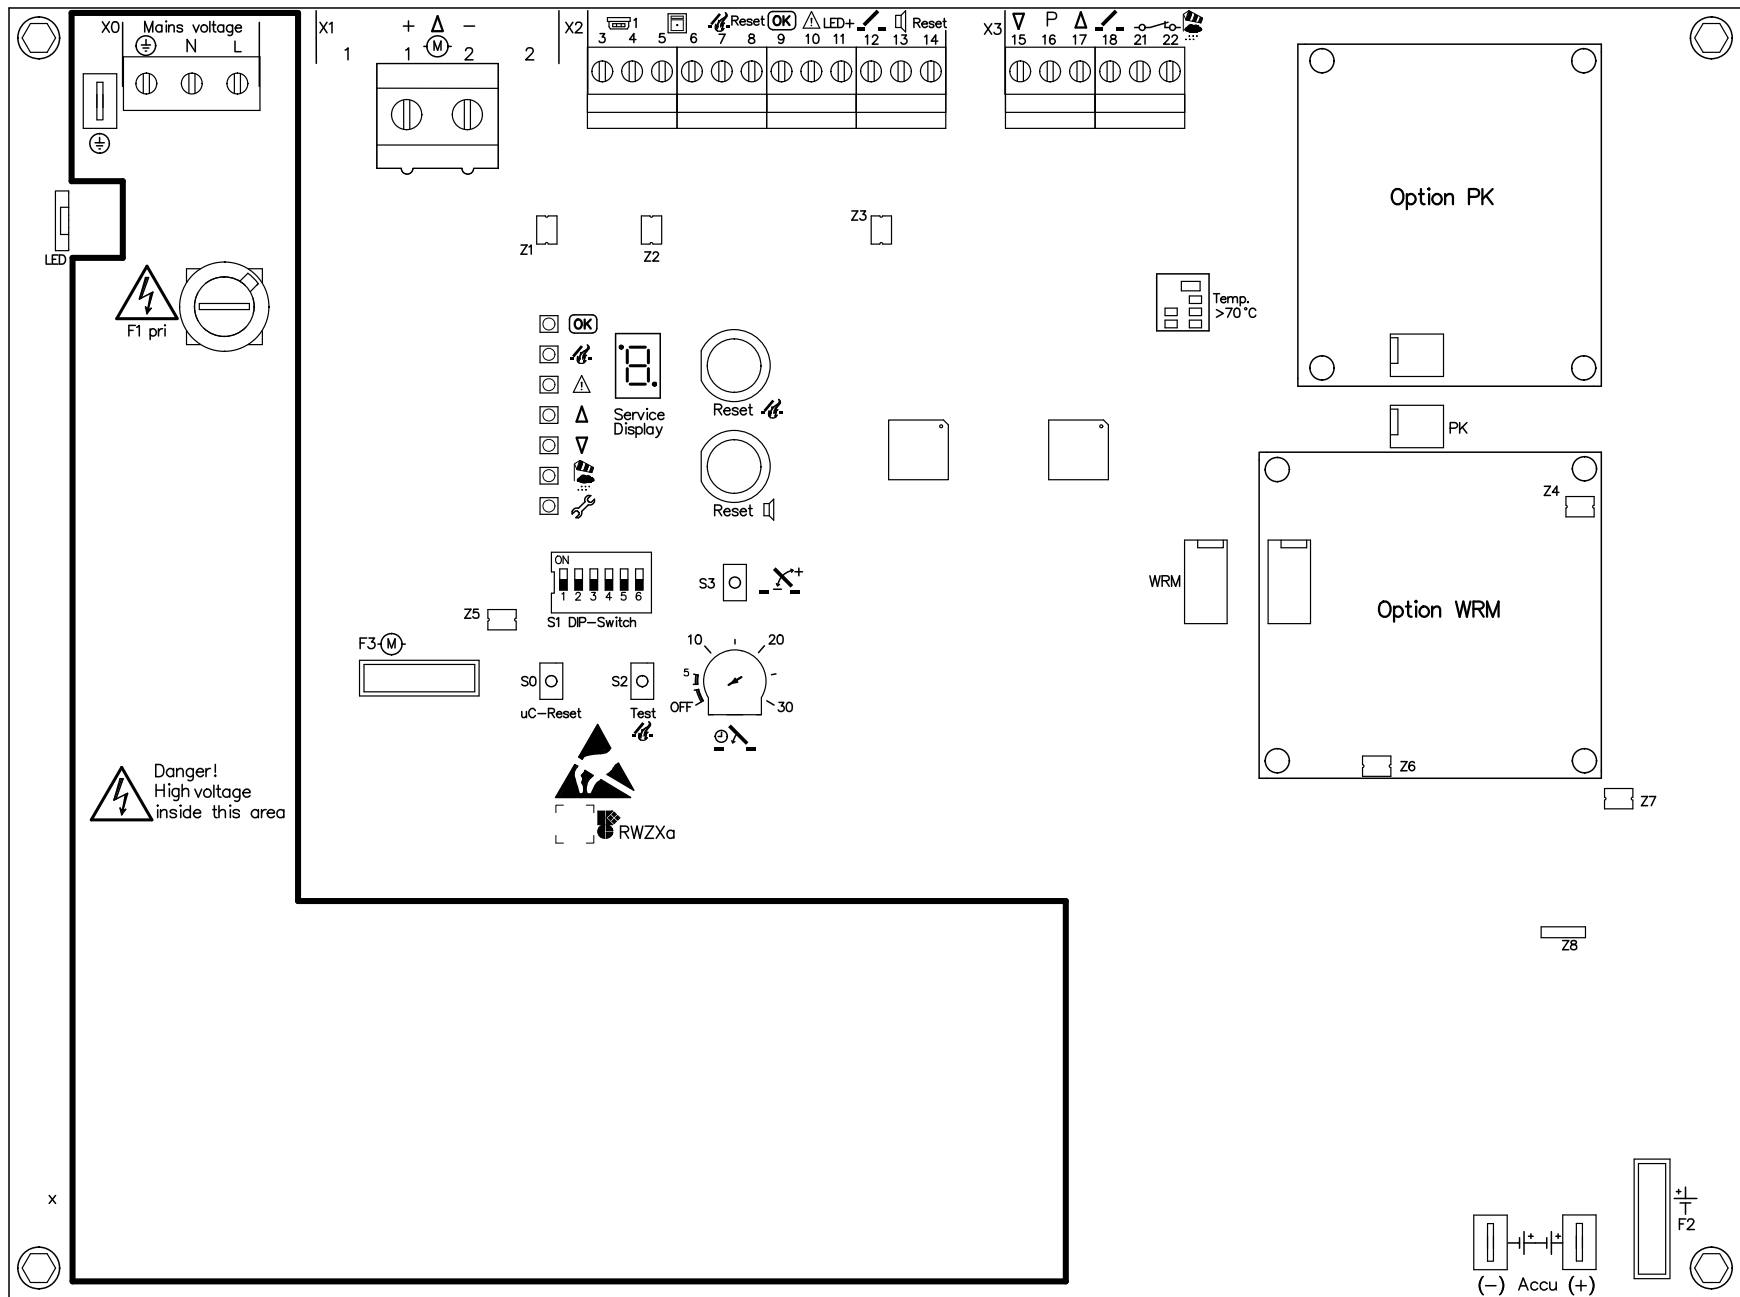 X0 Mains voltage
N L
X1 + Δ −
1 1 M 2 2
X2 1 Reset OK LED+ Reset
3 4 5 6 7 8 9 10 11 12 13 14
X3 P Δ
15 16 17 18 21 22
LED
F1 pri
Z1
Z2
Z3
Temp.
>70°C
Option PK
PK
OK
Service
Display
Reset
Reset
Z4
WRM
Option WRM
ON
1 2 3 4 5 6
S1 DIP-Switch
S3 − +
Z5
F3 M
S0
uC-Reset
S2
Test
OFF 5 10 20 30
Z6
Z7
Danger!
High voltage
inside this area
RWZXa
Z8
x
+
F2
+ +
(−) Accu (+)